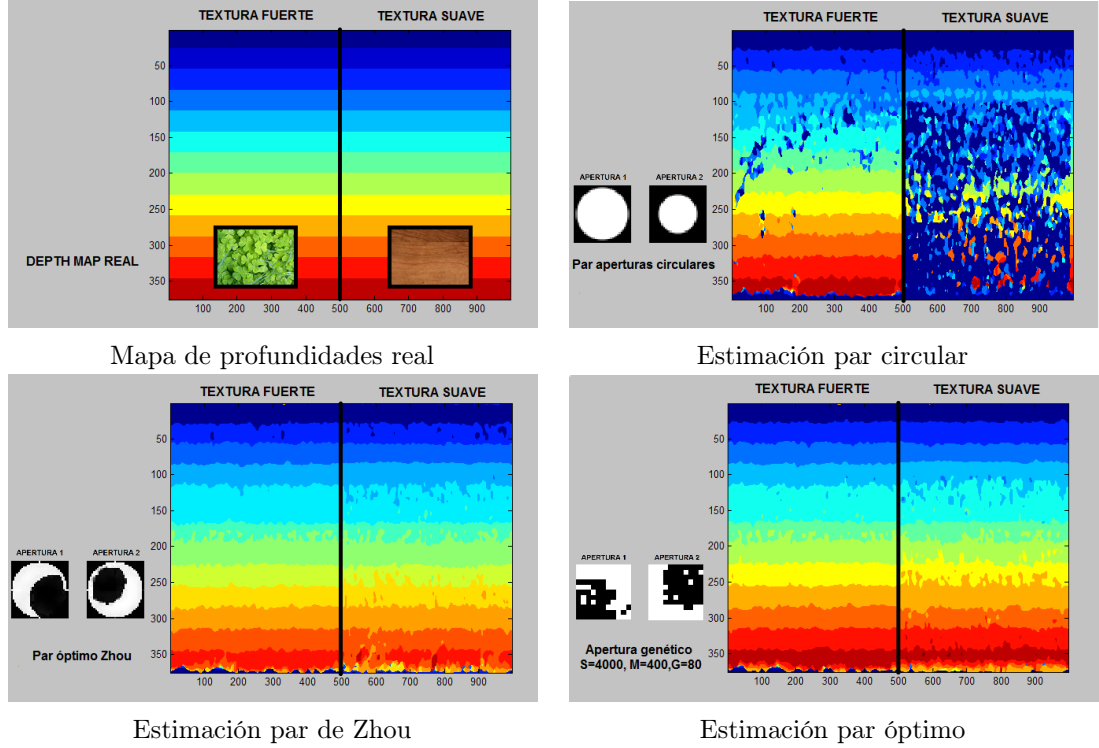 TEXTURA FUERTE TEXTURA SUAVE
50
100
150
200
250
300
350
DEPTH MAP REAL
100 200 300 400 500 600 700 800 900
Mapa de profundidades real
TEXTURA FUERTE TEXTURA SUAVE
50
100
150
200
250
300
350
APERTURA 1 APERTURA 2
Par aperturas circulares
100 200 300 400 500 600 700 800 900
Estimación par circular
TEXTURA FUERTE TEXTURA SUAVE
50
100
150
200
250
300
350
APERTURA 1 APERTURA 2
Par óptimo Zhou
100 200 300 400 500 600 700 800 900
Estimación par de Zhou
TEXTURA FUERTE TEXTURA SUAVE
50
100
150
200
250
300
350
APERTURA 1 APERTURA 2
Apertura genético
S=4000, M=400,G=80
100 200 300 400 500 600 700 800 900
Estimación par óptimo